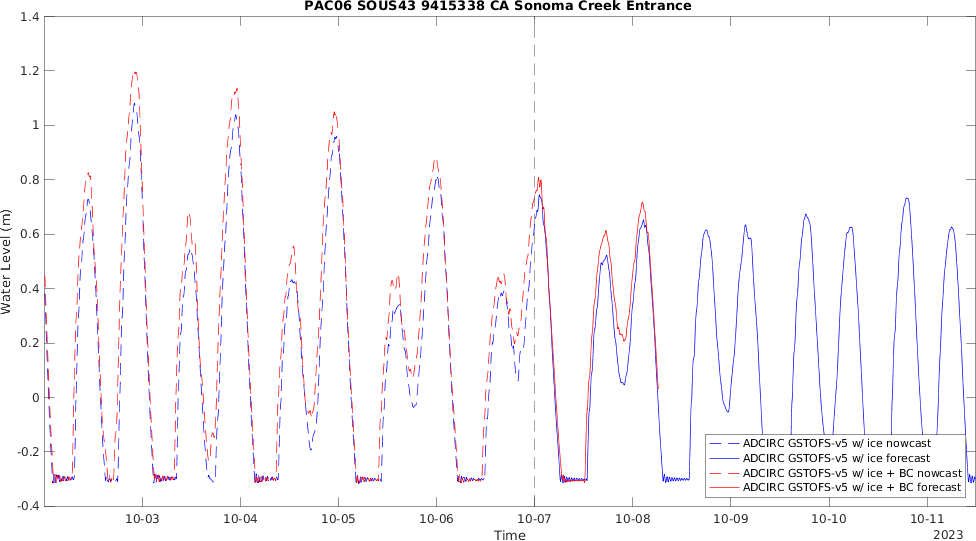 PAC06 SOUS43 9415338 CA Sonoma Creek Entrance
1.4
1.2
1
0.8
0.6
0.4
0.2
0
-0.2
-0.4
Water Level (m)
ADCIRC GSTOFS-v5 w/ ice nowcast
ADCIRC GSTOFS-v5 w/ ice forecast
ADCIRC GSTOFS-v5 w/ ice + BC nowcast
ADCIRC GSTOFS-v5 w/ ice + BC forecast
10-03 10-04 10-05 10-06 10-07 10-08 10-09 10-10 10-11
Time
2023